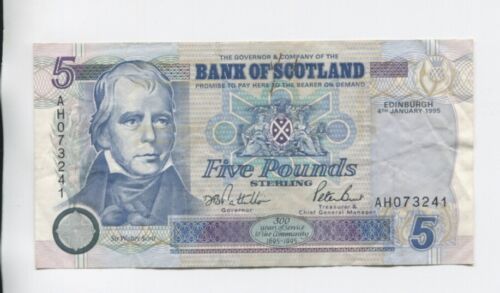 THE GOVERNOR & COMPANY OF THE
BANK OF SCOTLAND
PROMISE TO PAY HERE TO THE BEARER ON DEMAND
5
EDINBURGH
4TH JANUARY 1995
AH073241
Five Pounds
STERLING
AH073241
Governor
Treasurer &
Chief General Manager
300
years of Service
to the Community
1695-1995
Sir Walter Scott
5